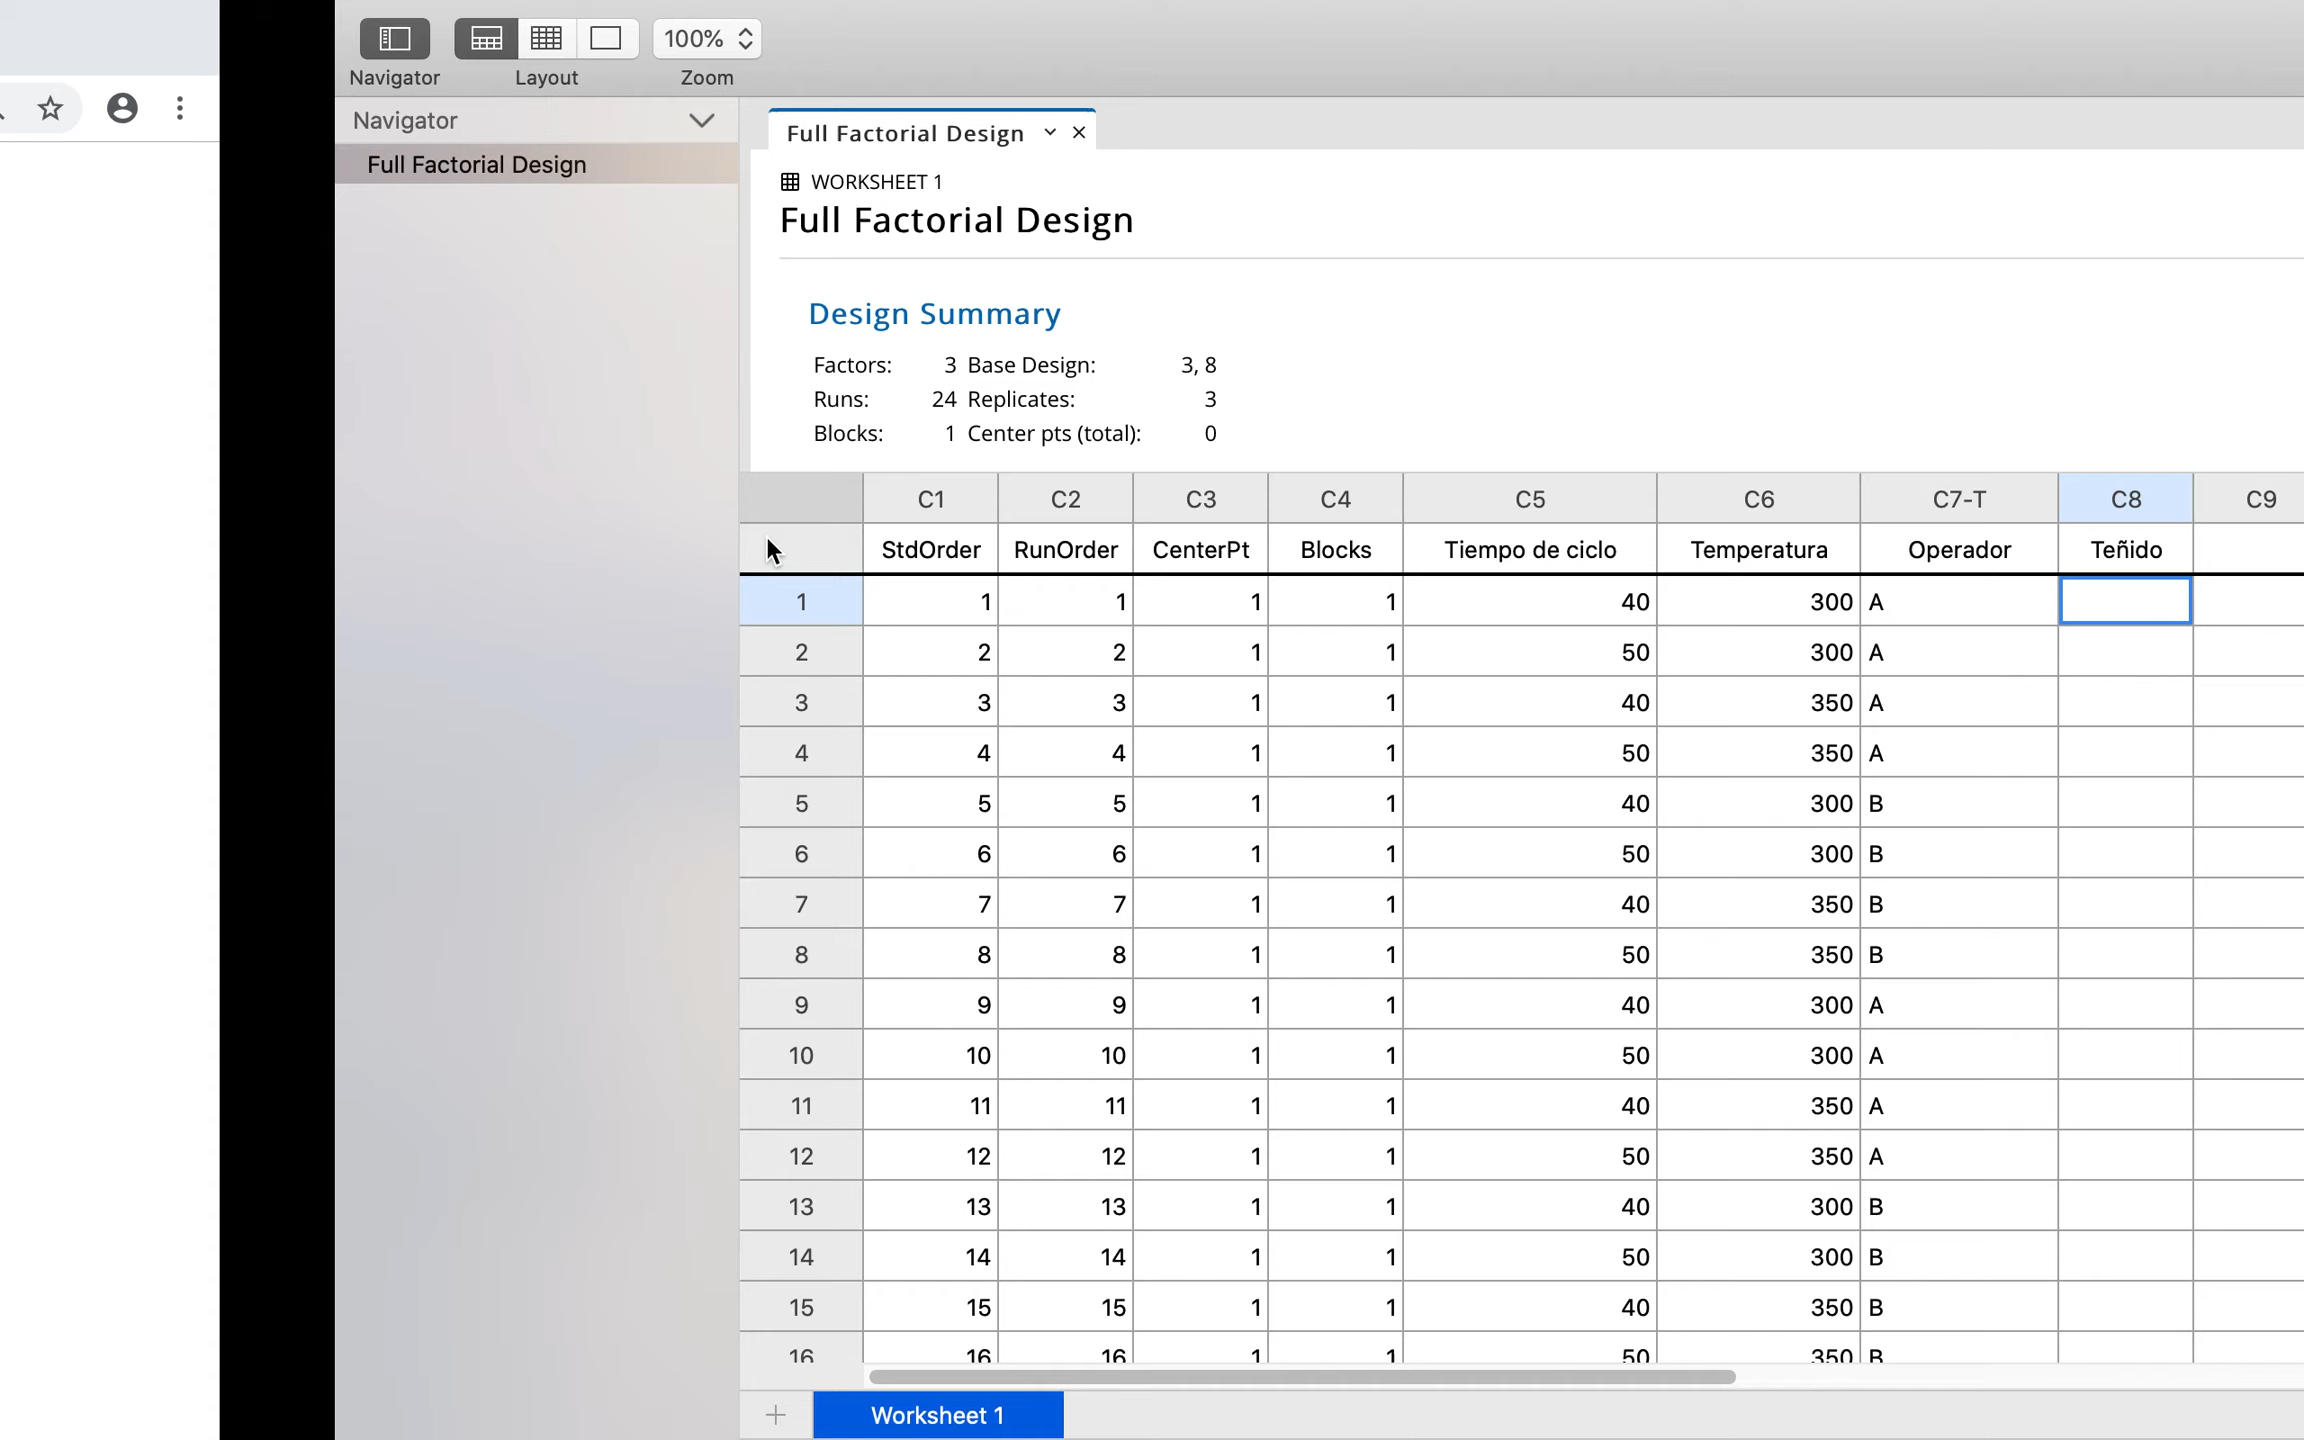 100%
Navigator Layout Zoom
Navigator
Full Factorial Design
Full Factorial Design
WORKSHEET 1
Full Factorial Design
Design Summary
Factors: 3 Base Design: 3, 8
Runs: 24 Replicates: 3
Blocks: 1 Center pts (total): 0
C1 C2 C3 C4 C5 C6 C7-T C8 C9
StdOrder RunOrder CenterPt Blocks Tiempo de ciclo Temperatura Operador Teñido
1 1 1 1 1 40 300 A
2 2 2 1 1 50 300 A
3 3 3 1 1 40 350 A
4 4 4 1 1 50 350 A
5 5 5 1 1 40 300 B
6 6 6 1 1 50 300 B
7 7 7 1 1 40 350 B
8 8 8 1 1 50 350 B
9 9 9 1 1 40 300 A
10 10 10 1 1 50 300 A
11 11 11 1 1 40 350 A
12 12 12 1 1 50 350 A
13 13 13 1 1 40 300 B
14 14 14 1 1 50 300 B
15 15 15 1 1 40 350 B
16 16 16 1 1 50 350 B
Worksheet 1